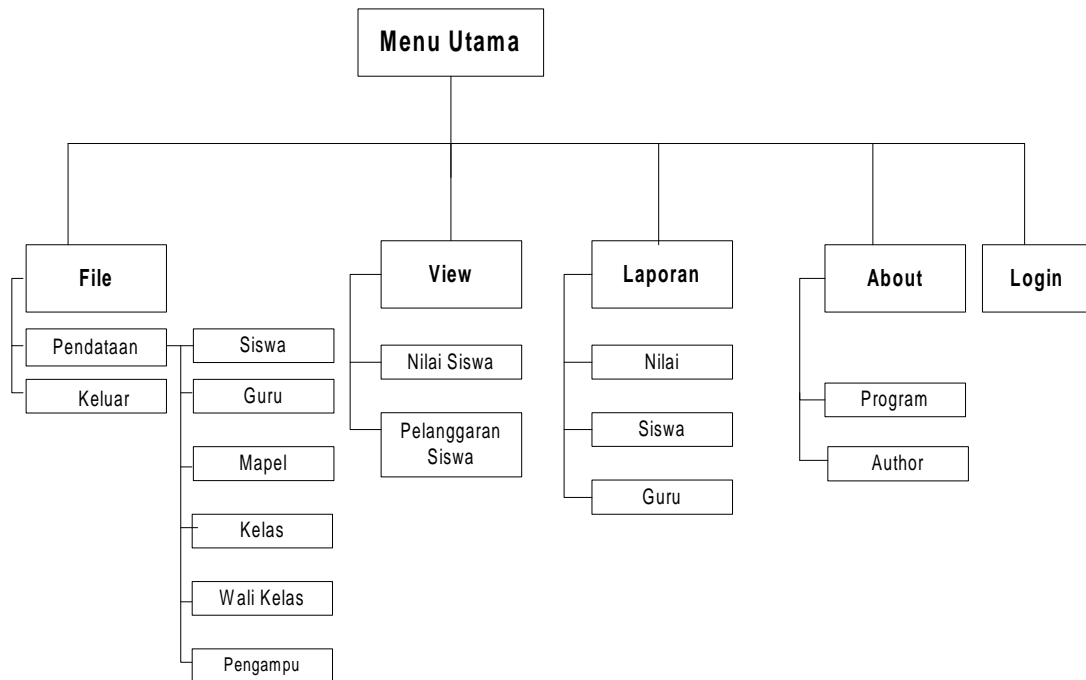 Menu Utama
File
View
Laporan
About
Login
Pendataan
Keluar
Siswa
Guru
Mapel
Kelas
Wali Kelas
Pengampu
Nilai Siswa
Pelanggaran
Siswa
Nilai
Siswa
Guru
Program
Author